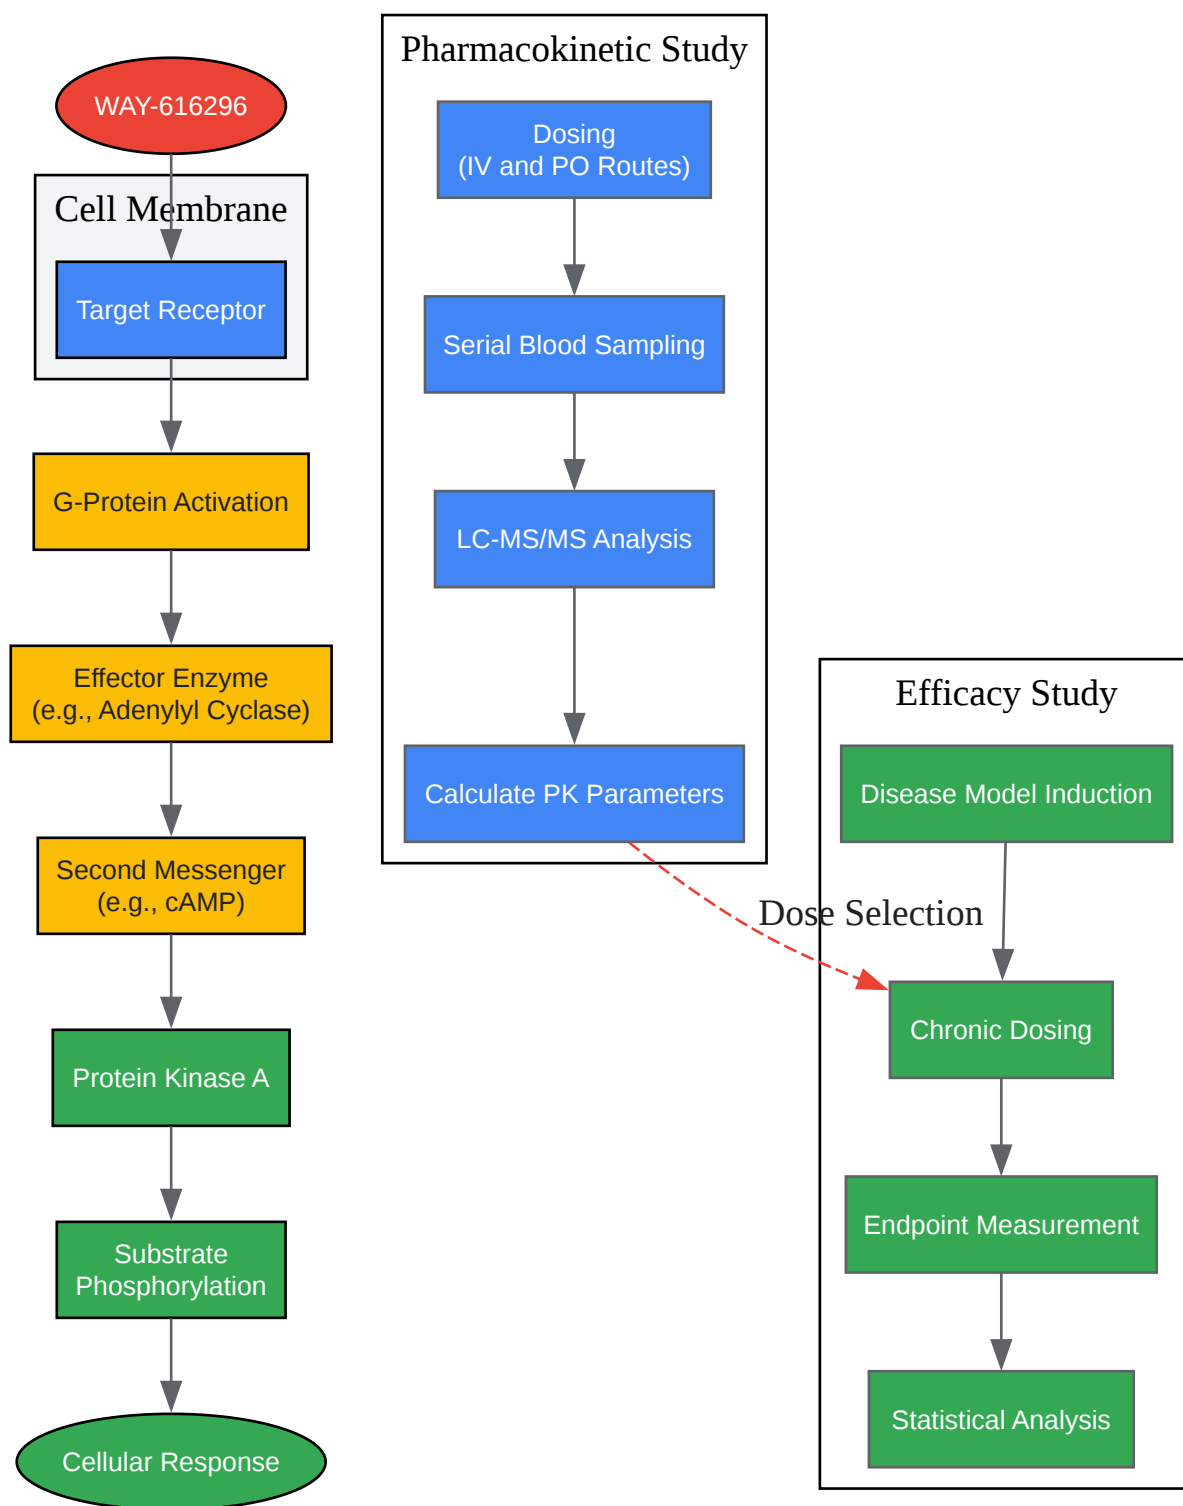 WAY-616296
Cell Membrane
Target Receptor
G-Protein Activation
Effector Enzyme
(e.g., Adenylyl Cyclase)
Second Messenger
(e.g., cAMP)
Protein Kinase A
Substrate
Phosphorylation
Cellular Response
Pharmacokinetic Study
Dosing
(IV and PO Routes)
Serial Blood Sampling
LC-MS/MS Analysis
Calculate PK Parameters
Dose Selection
Efficacy Study
Disease Model Induction
Chronic Dosing
Endpoint Measurement
Statistical Analysis